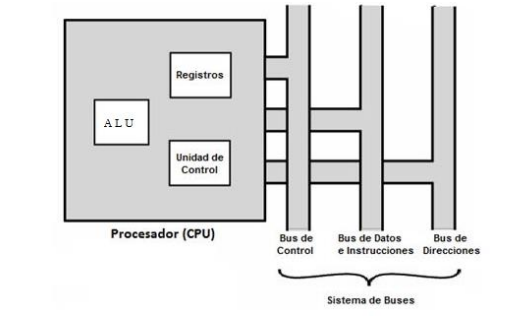 Registros
A L U
Unidad de
Control
Procesador (CPU)
Bus de
Control
Bus de Datos
e Instrucciones
Bus de
Direcciones
Sistema de Buses